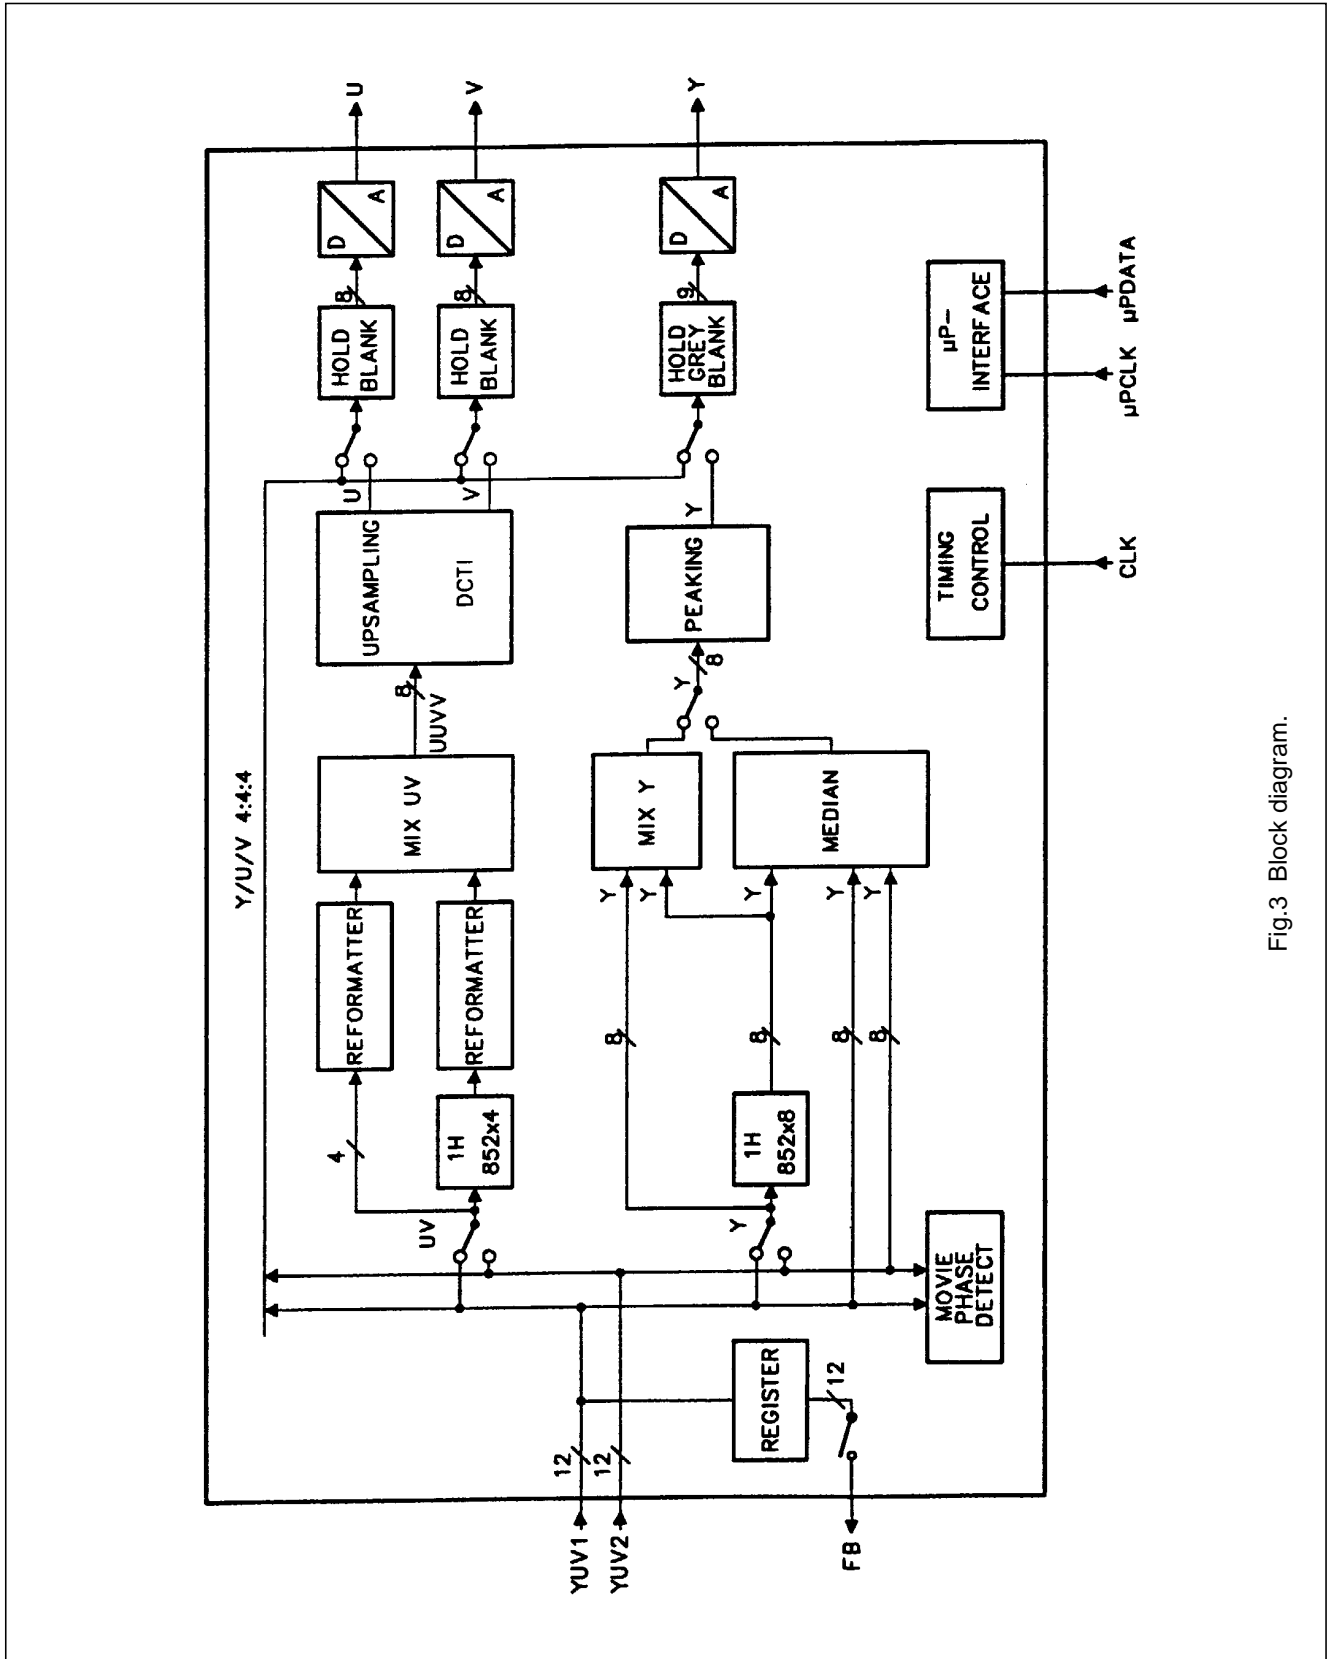 Y/U/V 4:4:4
U
V
Y
D
A
D
A
D
A
8
8
9
HOLD
BLANK
HOLD
BLANK
HOLD
GREY
BLANK
U
V
Y
UPSAMPLING
DCTI
PEAKING
8
UUVV
Y
8
MIX UV
MIX Y
MEDIAN
REFORMATTER
REFORMATTER
Y
Y
Y
Y
Y
4
8
8
8
8
1H
852x4
1H
852x8
UV
Y
MOVIE
PHASE
DETECT
REGISTER
12
12
12
YUV1
YUV2
FB
TIMING
CONTROL
CLK
µP-
INTERFACE
µPCLK
µPDATA
Fig.3 Block diagram.